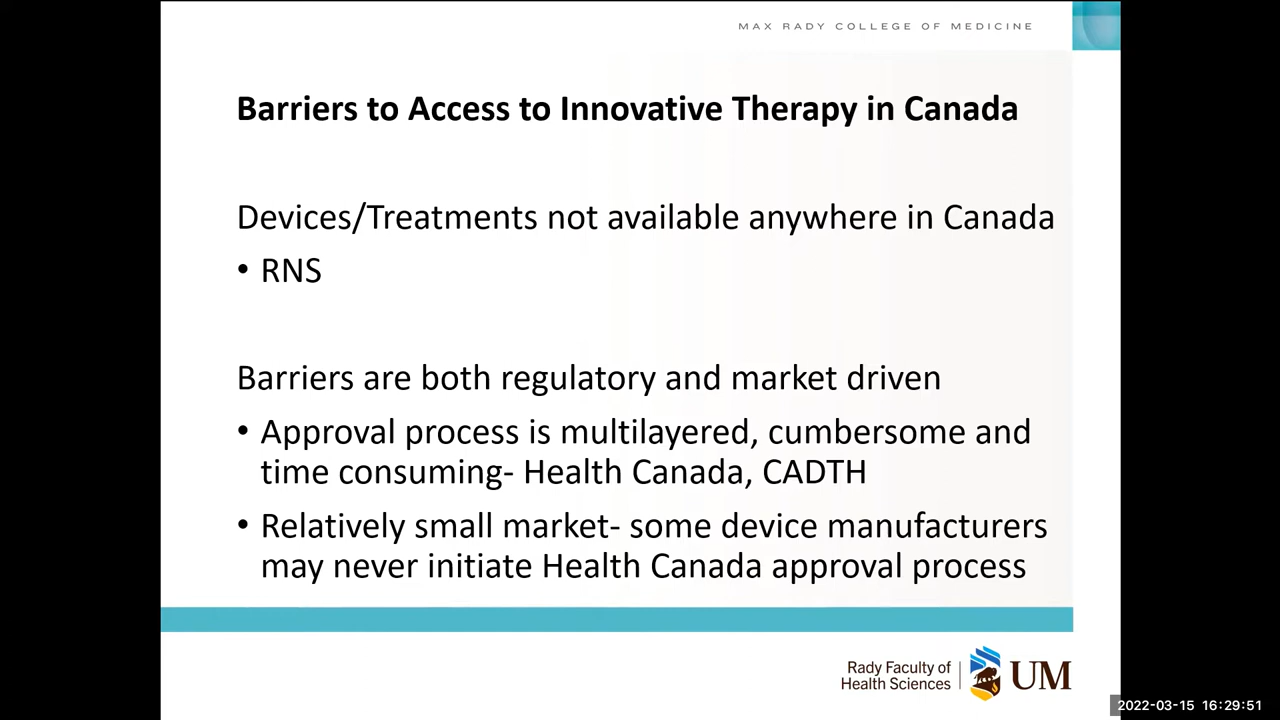 MAX RADY COLLEGE OF MEDICINE
Barriers to Access to Innovative Therapy in Canada
Devices/Treatments not available anywhere in Canada
• RNS
Barriers are both regulatory and market driven
• Approval process is multilayered, cumbersome and
time consuming- Health Canada, CADTH
• Relatively small market- some device manufacturers
may never initiate Health Canada approval process
Rady Faculty of
Health Sciences
UM
2022-03-15 16:29:51